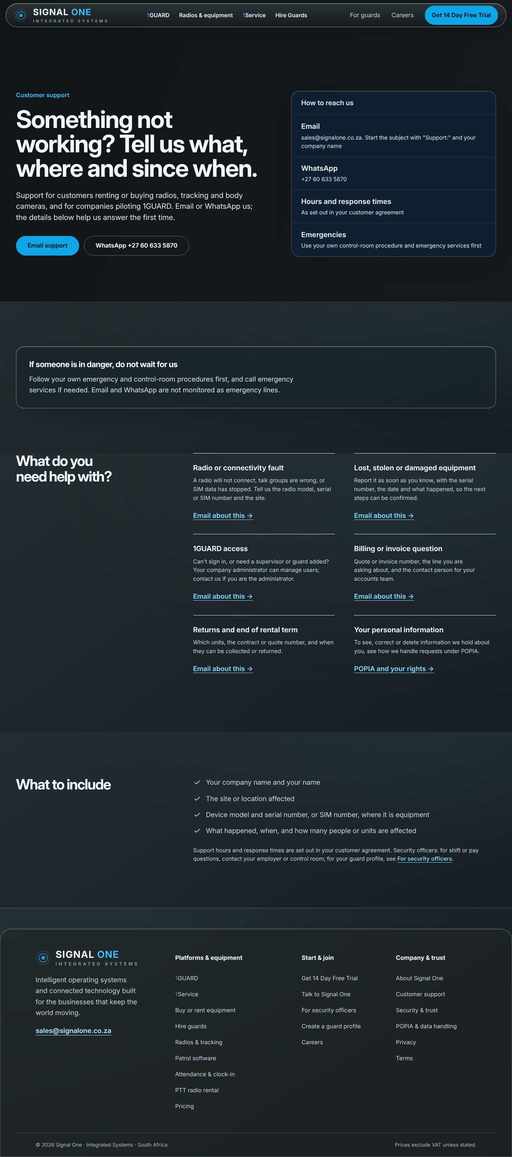 SIGNAL ONE
INTEGRATED SYSTEMS
1GUARD
Radios & equipment
1Service
Hire Guards
For guards
Careers
Get 14 Day Free Trial
Customer support
Something not
working? Tell us what,
where and since when.
Support for customers renting or buying radios, tracking and body
cameras, and for companies piloting 1GUARD. Email or WhatsApp us;
the details below help us answer the first time.
Email support
WhatsApp +27 60 633 5870
How to reach us
Email
sales@signalone.co.za. Start the subject with "Support:" and your
company name
WhatsApp
+27 60 633 5870
Hours and response times
As set out in your customer agreement
Emergencies
Use your own control-room procedure and emergency services first
If someone is in danger, do not wait for us
Follow your own emergency and control-room procedures first, and call emergency
services if needed. Email and WhatsApp are not monitored as emergency lines.
What do you
need help with?
Radio or connectivity fault
A radio will not connect, talk groups are wrong, or
SIM data has stopped. Tell us the radio model, serial
or SIM number and the site.
Email about this →
Lost, stolen or damaged equipment
Report it as soon as you know, with the serial
number, the date and what happened, so the next
steps can be confirmed.
Email about this →
1GUARD access
Can't sign in, or need a supervisor or guard added?
Your company administrator can manage users;
contact us if you are the administrator.
Email about this →
Billing or invoice question
Quote or invoice number, the line you are
asking about, and the contact person for your
accounts team.
Email about this →
Returns and end of rental term
Which units, the contract or quote number, and when
they can be collected or returned.
Email about this →
Your personal information
To see, correct or delete information we hold about
you, see how we handle requests under POPIA.
POPIA and your rights →
What to include
Your company name and your name
The site or location affected
Device model and serial number, or SIM number, where it is equipment
What happened, when, and how many people or units are affected
Support hours and response times are set out in your customer agreement. Security officers: for shift or pay
questions, contact your employer or control room; for your guard profile, see For security officers.
SIGNAL ONE
INTEGRATED SYSTEMS
Intelligent operating systems
and connected technology built
for the businesses that keep the
world moving.
sales@signalone.co.za
Platforms & equipment
1GUARD
1Service
Buy or rent equipment
Hire guards
Radios & tracking
Patrol software
Attendance & clock-in
PTT radio rental
Pricing
Start & join
Get 14 Day Free Trial
Talk to Signal One
For security officers
Create a guard profile
Careers
Company & trust
About Signal One
Customer support
Security & trust
POPIA & data handling
Privacy
Terms
© 2026 Signal One · Integrated Systems · South Africa
Prices exclude VAT unless stated